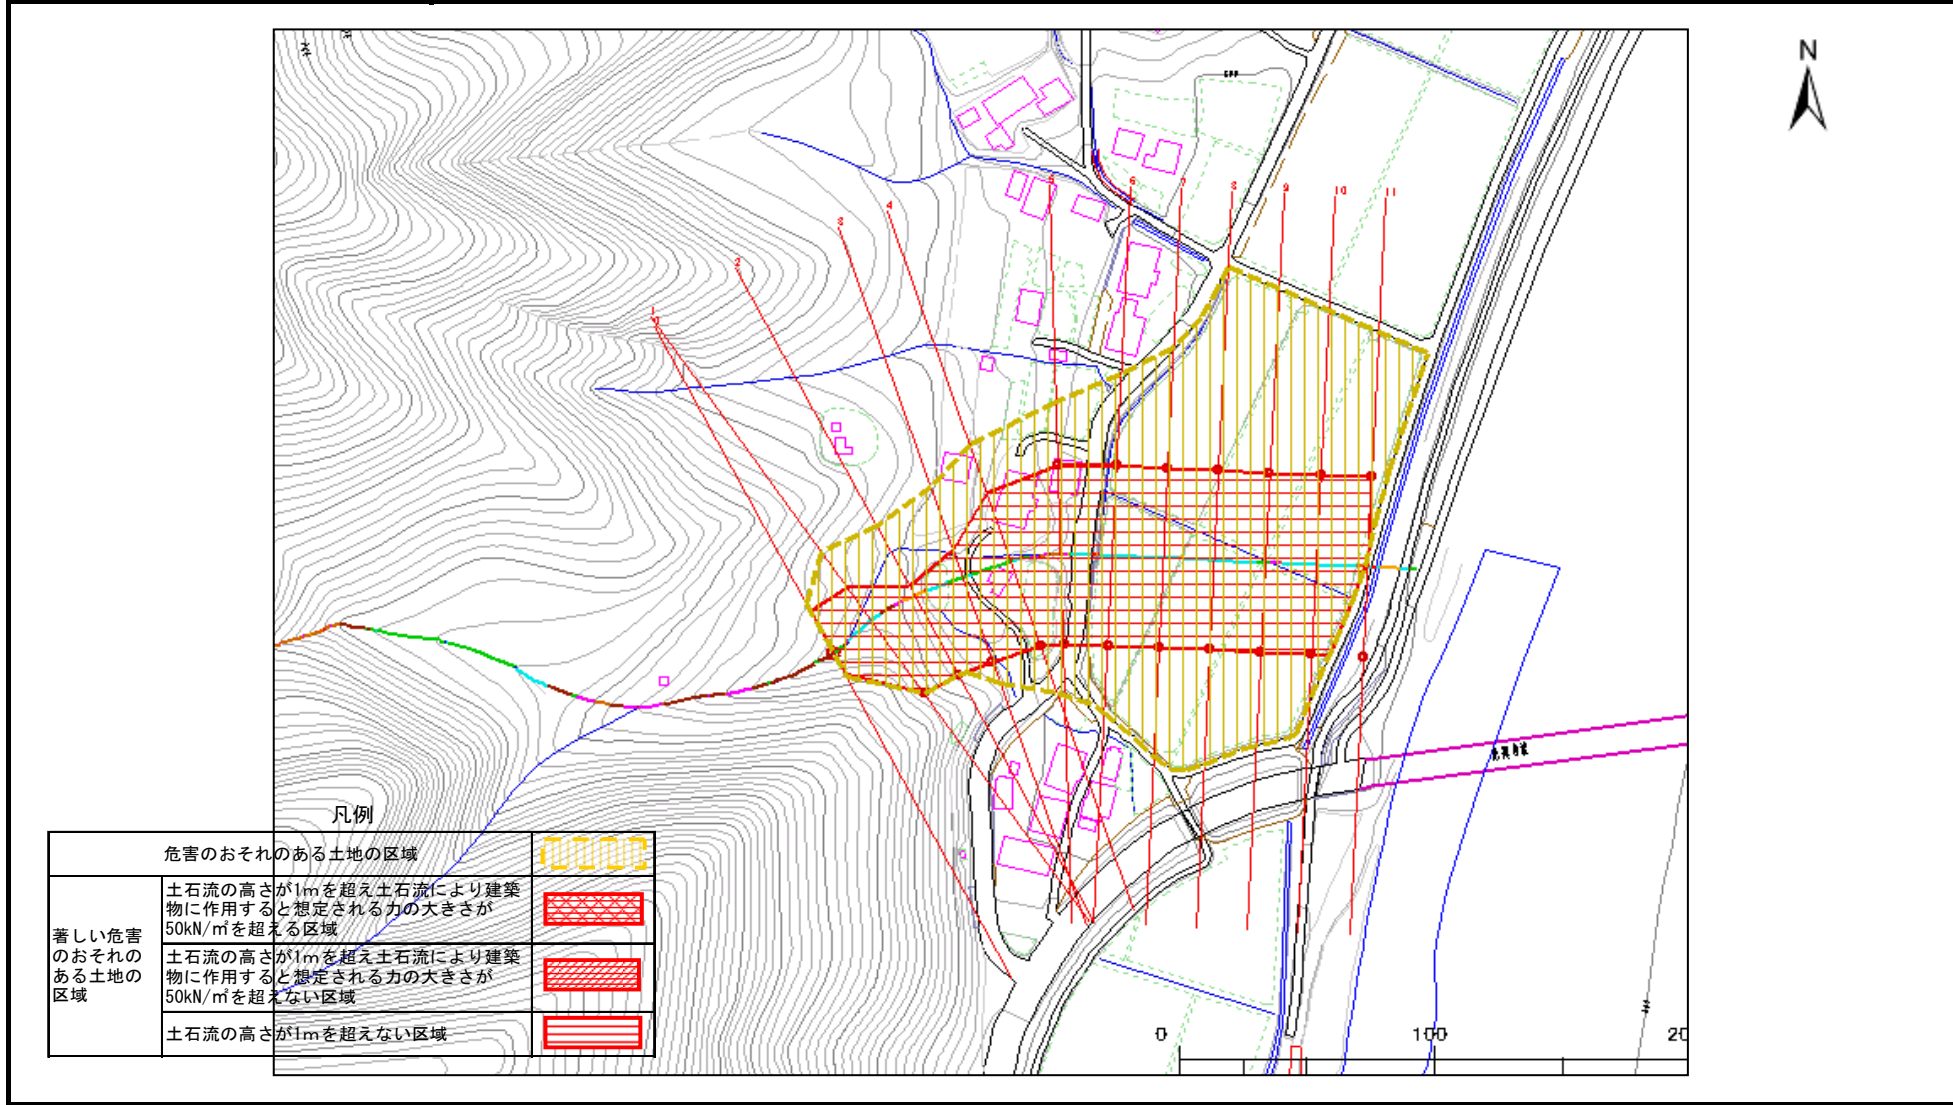 N
1
2
3
4
5
6
7
8
9
10
11
凡例
危害のおそれのある土地の区域
著しい危害
のおそれの
ある土地の
区域
土石流の高さが1mを超え土石流により建築
物に作用すると想定される力の大きさが
50kN/㎡を超える区域
土石流の高さが1mを超え土石流により建築
物に作用すると想定される力の大きさが
50kN/㎡を超えない区域
土石流の高さが1mを超えない区域
0
100
20